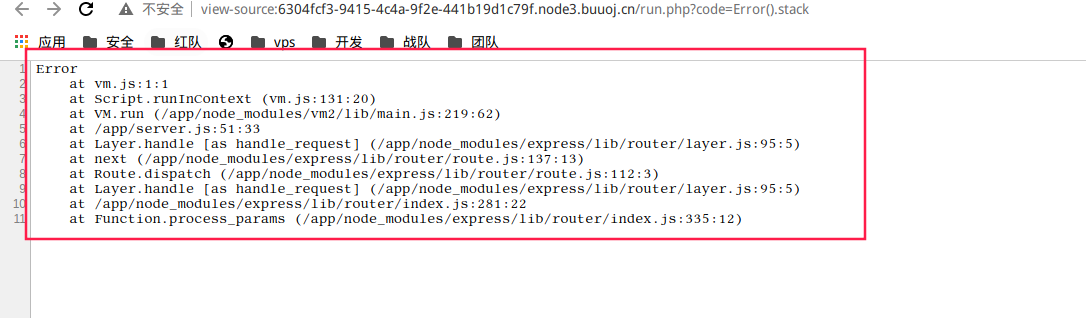 不安全 | view-source:6304fcf3-9415-4c4a-9f2e-441b19d1c79f.node3.buuoj.cn/run.php?code=Error().stack
应用 安全 红队 vps 开发 战队 团队
1 Error
2 at vm.js:1:1
3 at Script.runInContext (vm.js:131:20)
4 at VM.run (/app/node_modules/vm2/lib/main.js:219:62)
5 at /app/server.js:51:33
6 at Layer.handle [as handle_request] (/app/node_modules/express/lib/router/layer.js:95:5)
7 at next (/app/node_modules/express/lib/router/route.js:137:13)
8 at Route.dispatch (/app/node_modules/express/lib/router/route.js:112:3)
9 at Layer.handle [as handle_request] (/app/node_modules/express/lib/router/layer.js:95:5)
10 at /app/node_modules/express/lib/router/index.js:281:22
11 at Function.process_params (/app/node_modules/express/lib/router/index.js:335:12)